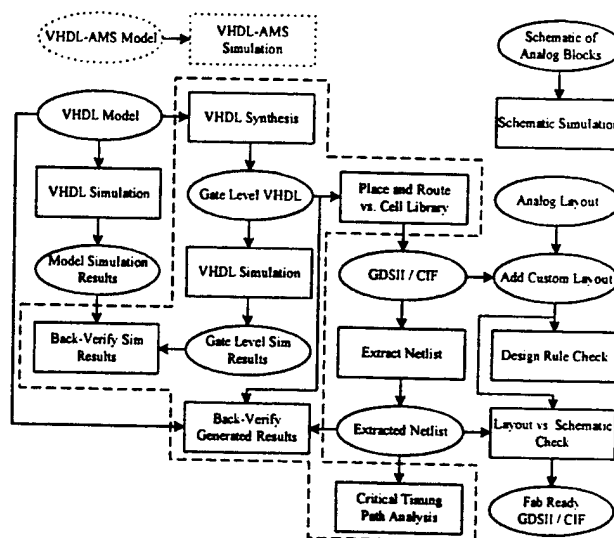 VHDL-AMS Model
VHDL-AMS
Simulation
Schematic of
Analog Blocks
VHDL Model
VHDL Synthesis
Schematic Simulation
VHDL Simulation
Gate Level VHDL
Place and Route
vs. Cell Library
Analog Layout
Model Simulation
Results
VHDL Simulation
GDSII / CIF
Add Custom Layout
Back-Verify Sim
Results
Gate Level Sim
Results
Extract Netlist
Design Rule Check
Back-Verify
Generated Results
Extracted Netlist
Layout vs Schematic
Check
Critical Timing
Path Analysis
Fab Ready
GDSII / CIF